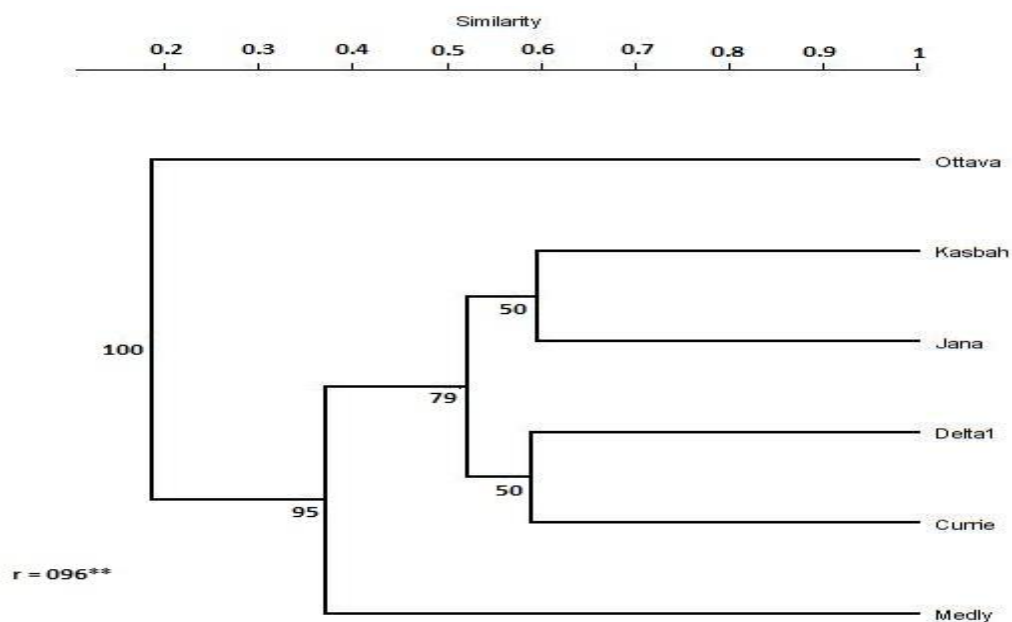 Similarity
0.2 0.3 0.4 0.5 0.6 0.7 0.8 0.9 1
Ottava
Kasbah
50
Jana
100
79
Delta1
50
95
Currie
r = 096**
Medly